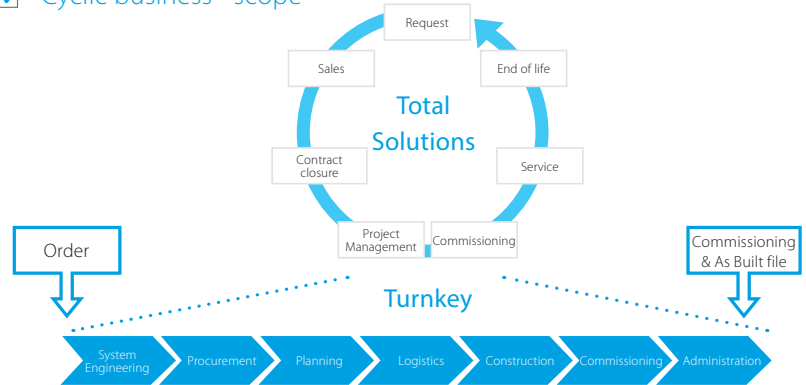 Cyclic business - scope
Request
Sales
End of life
Total
Solutions
Contract
closure
Service
Project
Management
Commissioning
Order
Commissioning
& As Built file
Turnkey
System
Engineering
Procurement
Planning
Logistics
Construction
Commissioning
Administration